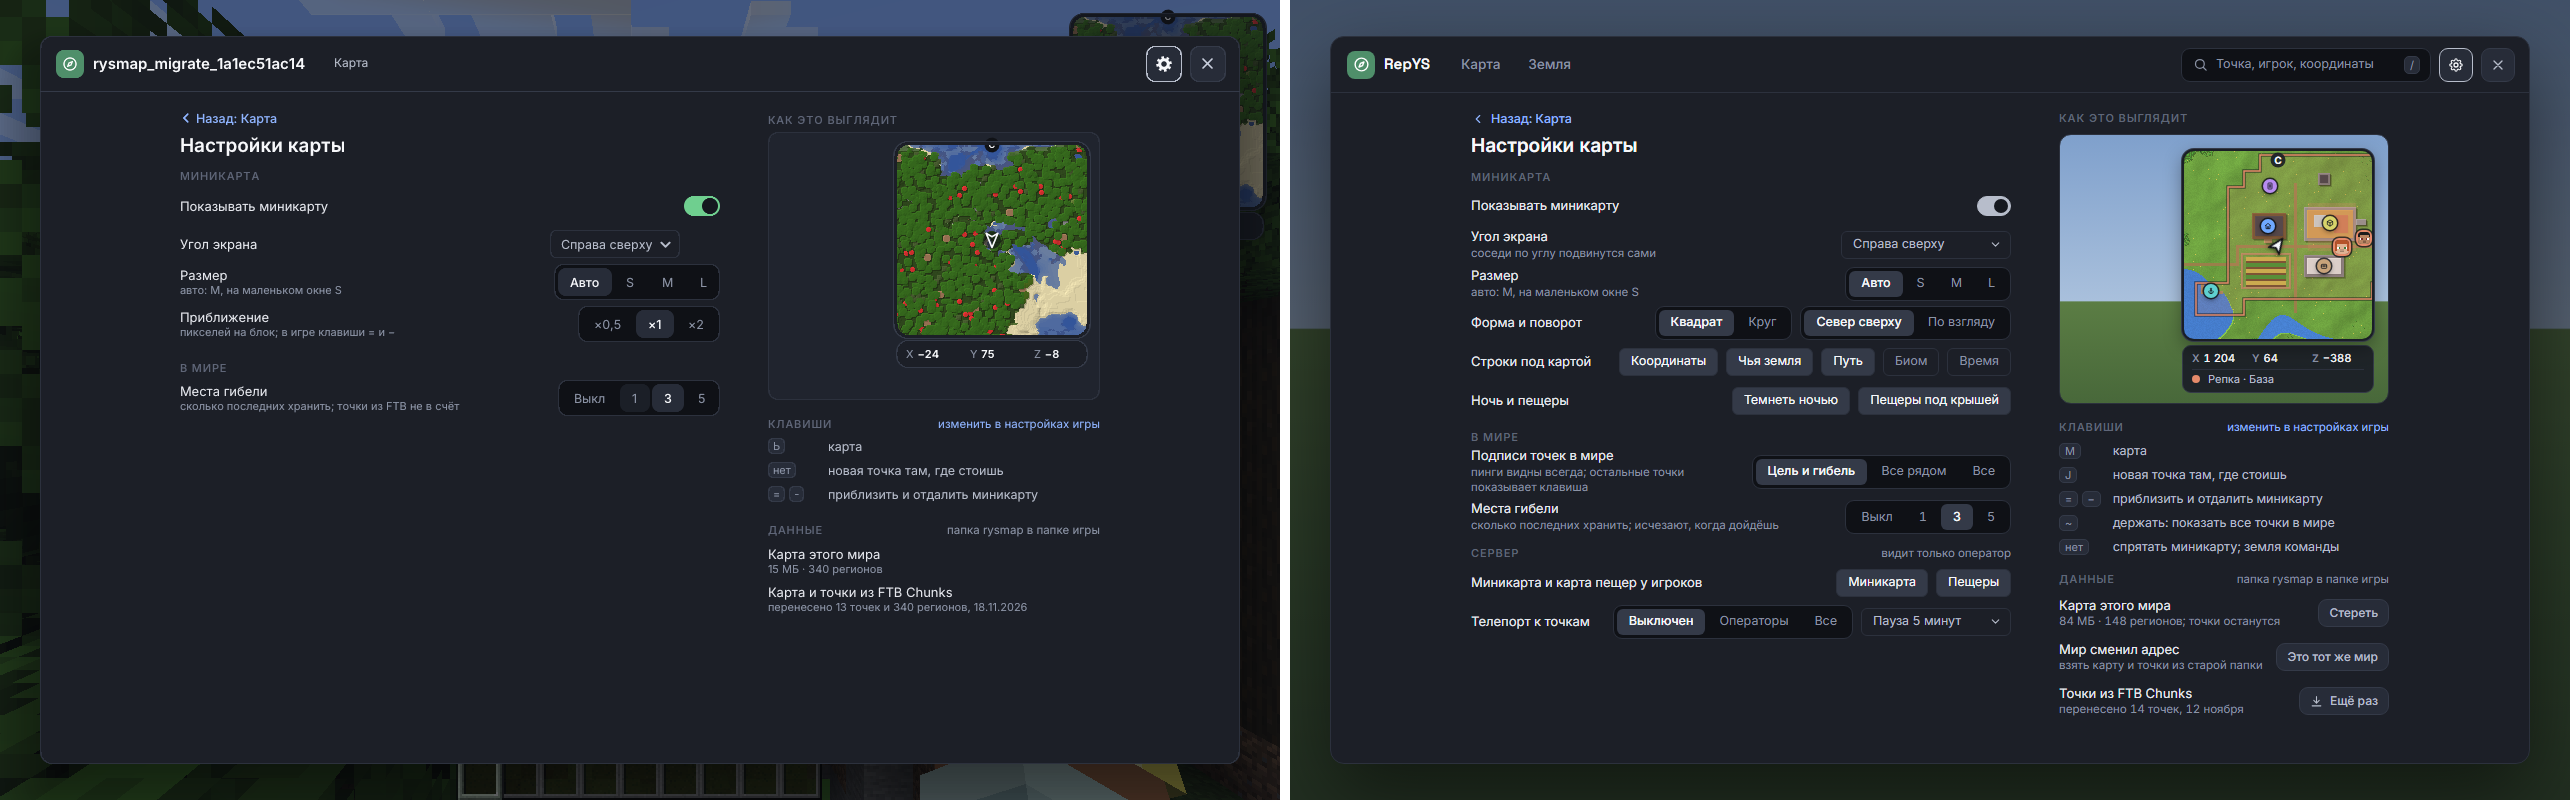 rysmap_migrate_1a1ec51ac14 Карта
Назад: Карта
Настройки карты
МИНИКАРТА
Показывать миникарту
Угол экрана Справа сверху
Размер Авто S M L
авто: M, на маленьком окне S
Приближение ×0,5 ×1 ×2
пикселей на блок; в игре клавиши = и −
В МИРЕ
Места гибели Выкл 1 3 5
сколько последних хранить; точки из FTB не в счёт
КАК ЭТО ВЫГЛЯДИТ
X −24 Y 75 Z −8
КЛАВИШИ изменить в настройках игры
Ь карта
нет новая точка там, где стоишь
= - приблизить и отдалить миникарту
ДАННЫЕ папка rysmap в папке игры
Карта этого мира
15 МБ · 340 регионов
Карта и точки из FTB Chunks
перенесено 13 точек и 340 регионов, 18.11.2026
RepYS Карта Земля Точка, игрок, координаты /
Назад: Карта
Настройки карты
МИНИКАРТА
Показывать миникарту
Угол экрана Справа сверху
соседи по углу подвинутся сами
Размер Авто S M L
авто: M, на маленьком окне S
Форма и поворот Квадрат Круг Север сверху По взгляду
Строки под картой Координаты Чья земля Путь Биом Время
Ночь и пещеры Темнеть ночью Пещеры под крышей
В МИРЕ
Подписи точек в мире Цель и гибель Все рядом Все
пинги видны всегда; остальные точки
показывает клавиша
Места гибели Выкл 1 3 5
сколько последних хранить; исчезают, когда дойдёшь
СЕРВЕР видит только оператор
Миникарта и карта пещер у игроков Миникарта Пещеры
Телепорт к точкам Выключен Операторы Все Пауза 5 минут
КАК ЭТО ВЫГЛЯДИТ
С
X 1 204 Y 64 Z −388
Репка · База
КЛАВИШИ изменить в настройках игры
M карта
J новая точка там, где стоишь
= − приблизить и отдалить миникарту
~ держать: показать все точки в мире
нет спрятать миникарту; земля команды
ДАННЫЕ папка rysmap в папке игры
Карта этого мира Стереть
84 МБ · 148 регионов; точки останутся
Мир сменил адрес Это тот же мир
взять карту и точки из старой папки
Точки из FTB Chunks Ещё раз
перенесено 14 точек, 12 ноября